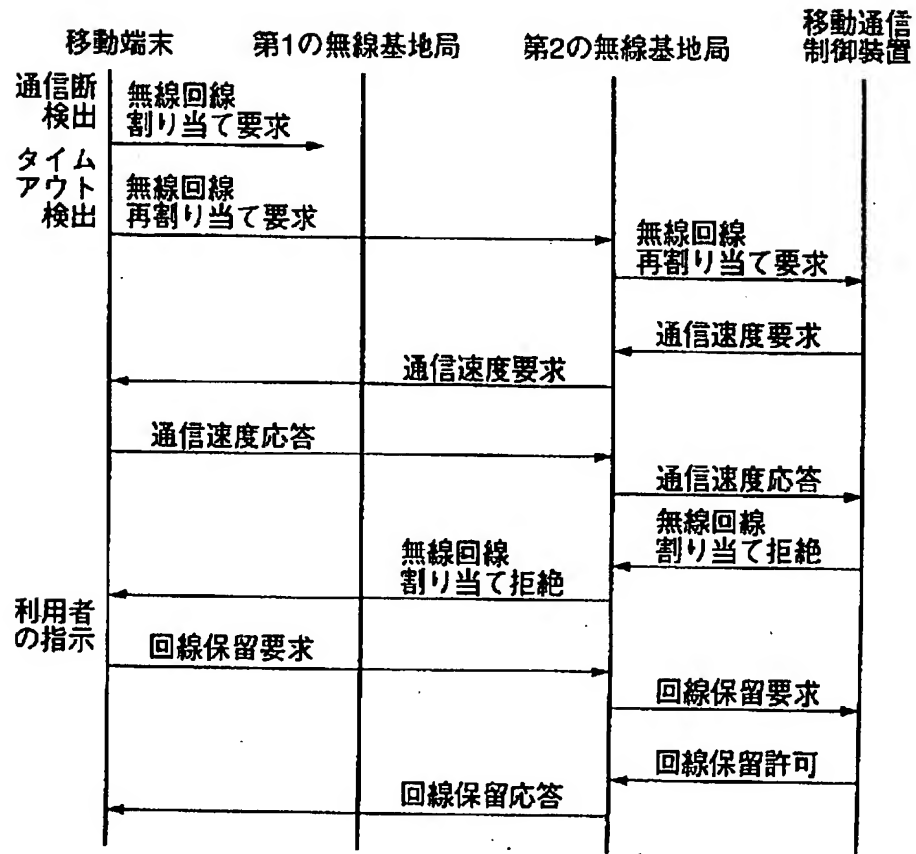 移動端末
第1の無線基地局
第2の無線基地局
移動通信
制御装置
通信断
検出
無線回線
割り当て要求
タイム
アウト
検出
無線回線
再割り当て要求
無線回線
再割り当て要求
通信速度要求
通信速度要求
通信速度応答
通信速度応答
無線回線
割り当て拒絶
無線回線
割り当て拒絶
利用者
の指示
回線保留要求
回線保留要求
回線保留許可
回線保留応答